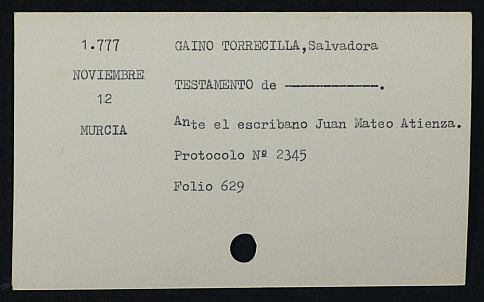 1.777 GAINO TORRECILLA,Salvadora
NOVIEMBRE TESTAMENTO de ------------.
12
MURCIA Ante el escribano Juan Mateo Atienza.
Protocolo Nº 2345
Folio 629